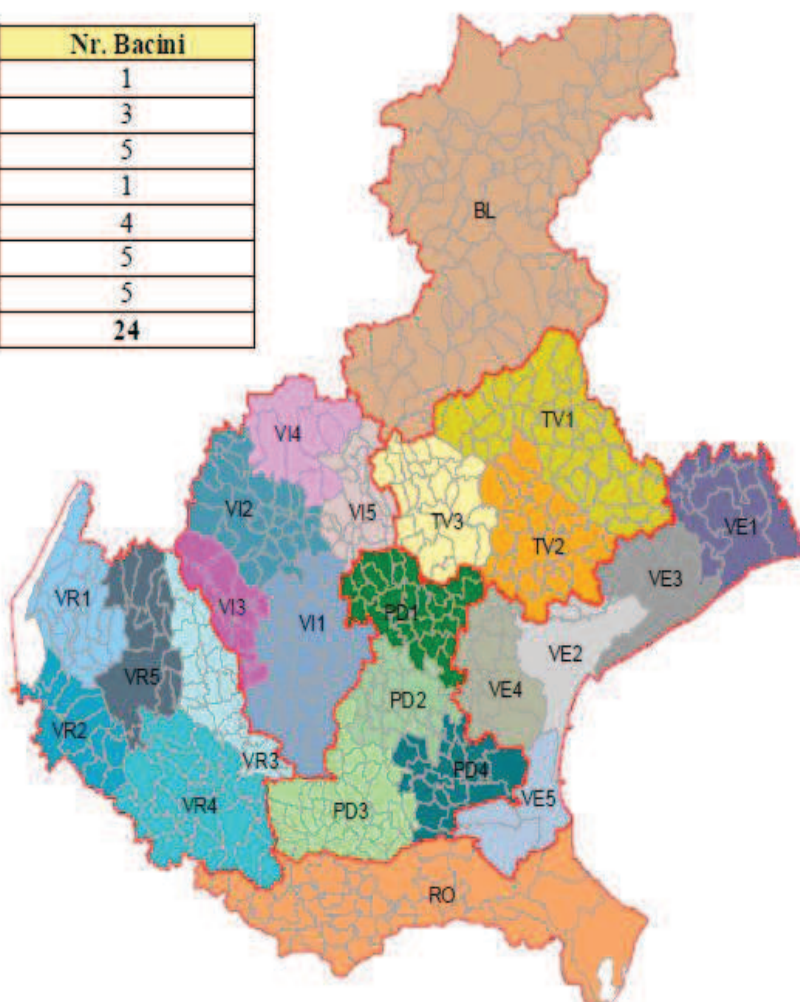 Nr. Bacini
1
3
5
1
4
5
5
24
BL
TV1
VI4
VI5
TV3
VI2
TV2
VE1
VE3
VR1
VI3
VI1
PD1
VE2
VR5
VE4
PD2
VR2
VR3
PD4
VE5
VR4
PD3
RO